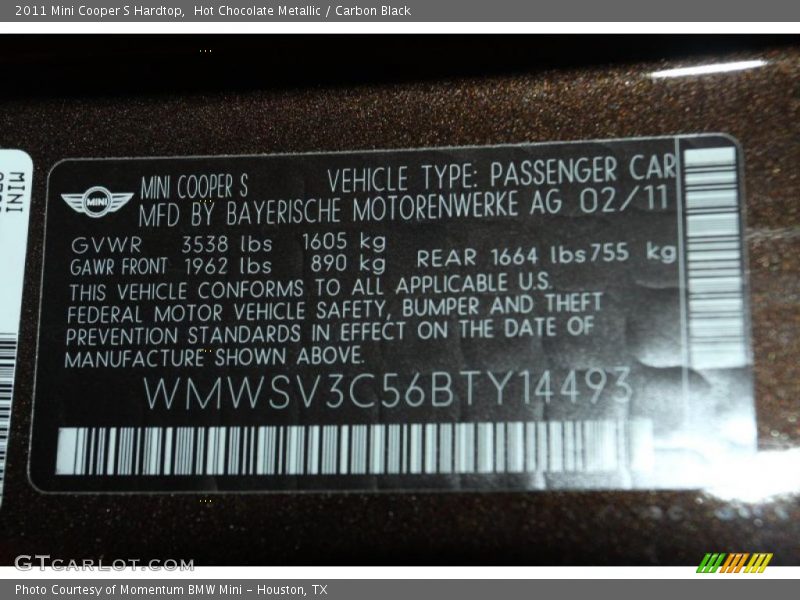 2011 Mini Cooper S Hardtop,  Hot Chocolate Metallic / Carbon Black
MINI
MINI
MINI COOPER S VEHICLE TYPE: PASSENGER CAR
MFD BY BAYERISCHE MOTORENWERKE AG 02/11
GVWR 3538 lbs 1605 kg
GAWR FRONT 1962 lbs 890 kg REAR 1664 lbs 755 kg
THIS VEHICLE CONFORMS TO ALL APPLICABLE U.S.
FEDERAL MOTOR VEHICLE SAFETY, BUMPER AND THEFT
PREVENTION STANDARDS IN EFFECT ON THE DATE OF
MANUFACTURE SHOWN ABOVE.
WMWSV3C56BTY14493
GTCARLOT.COM
Photo Courtesy of Momentum BMW Mini - Houston, TX